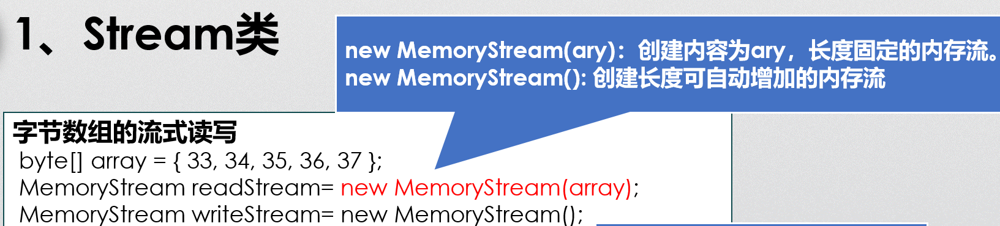 1、Stream类
new MemoryStream(ary)：创建内容为ary，长度固定的内存流。
new MemoryStream(): 创建长度可自动增加的内存流
字节数组的流式读写
byte[] array = { 33, 34, 35, 36, 37 };
MemoryStream readStream= new MemoryStream(array);
MemoryStream writeStream= new MemoryStream();